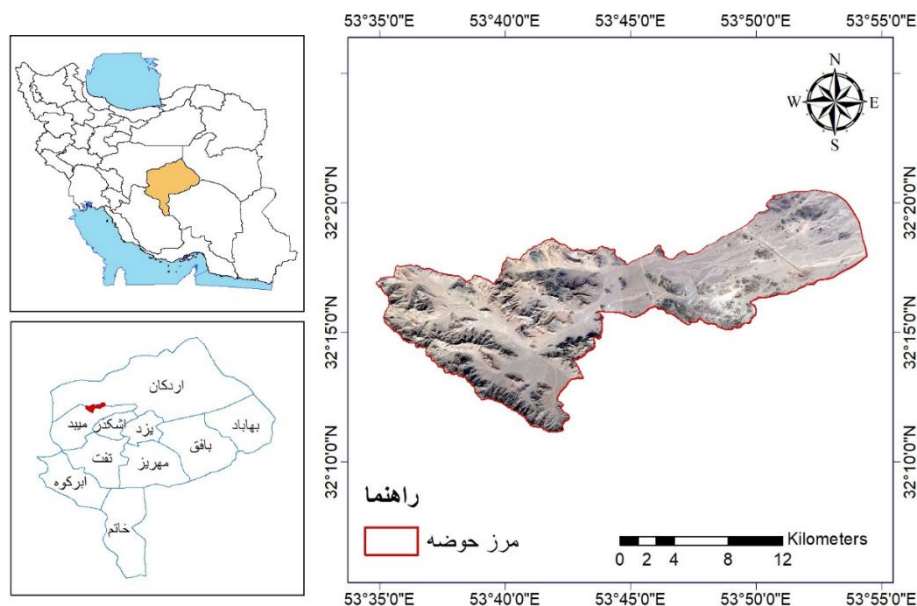 53°35'0"E 53°40'0"E 53°45'0"E 53°50'0"E 53°55'0"E
N
W E
S
32°20'0"N 32°20'0"N
32°15'0"N 32°15'0"N
32°10'0"N 32°10'0"N
اردکان
میبد
اشکذر
یزد
بهاباد
بافق
تفت
مهریز
ابرکوه
خاتم
راهنما
مرز حوضه
Kilometers
0 2 4 8 12
53°35'0"E 53°40'0"E 53°45'0"E 53°50'0"E 53°55'0"E